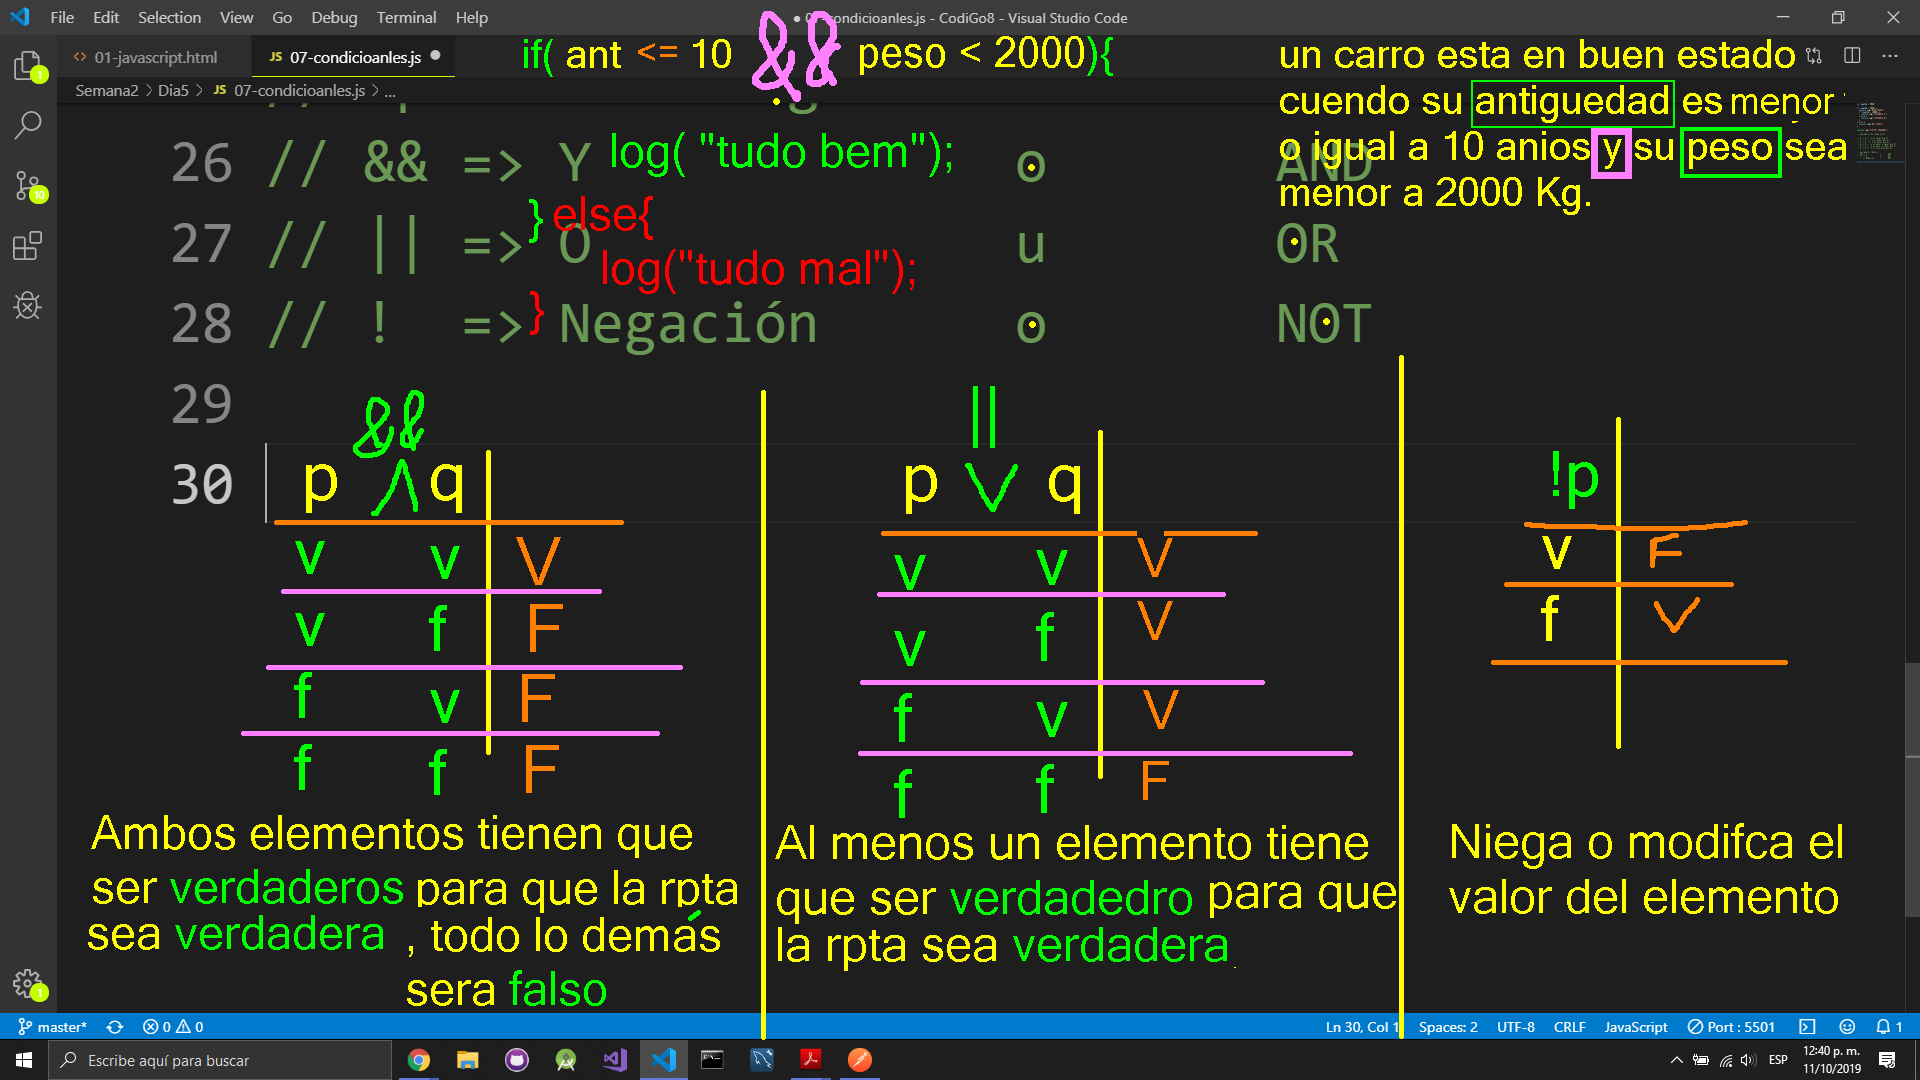 File Edit Selection View Go Debug Terminal Help
● 07-condicioanles.js - CodiGo8 - Visual Studio Code
01-javascript.html
JS 07-condicioanles.js ●
Semana2 > Dia5 > JS 07-condicioanles.js > ...
if( ant <= 10 && peso < 2000){
log( "tudo bem");
} else{
log("tudo mal");
}
un carro esta en buen estado
cuendo su antiguedad es menor
o igual a 10 anios y su peso sea
menor a 2000 Kg.
26 // && => Y o AND
27 // || => O u OR
28 // ! => Negación o NOT
29
30
&&
p ∧ q
v v V
v f F
f v F
f f F
Ambos elementos tienen que
ser verdaderos para que la rpta
sea verdadera , todo lo demás
sera falso
||
p ∨ q
v v V
v f V
f v V
f f F
Al menos un elemento tiene
que ser verdadedro para que
la rpta sea verdadera
!p
v F
f V
Niega o modifca el
valor del elemento
1
10
1
master* 0 0 Ln 30, Col 1 Spaces: 2 UTF-8 CRLF JavaScript Port : 5501 1
Escribe aquí para buscar
ESP
12:40 p. m.
11/10/2019